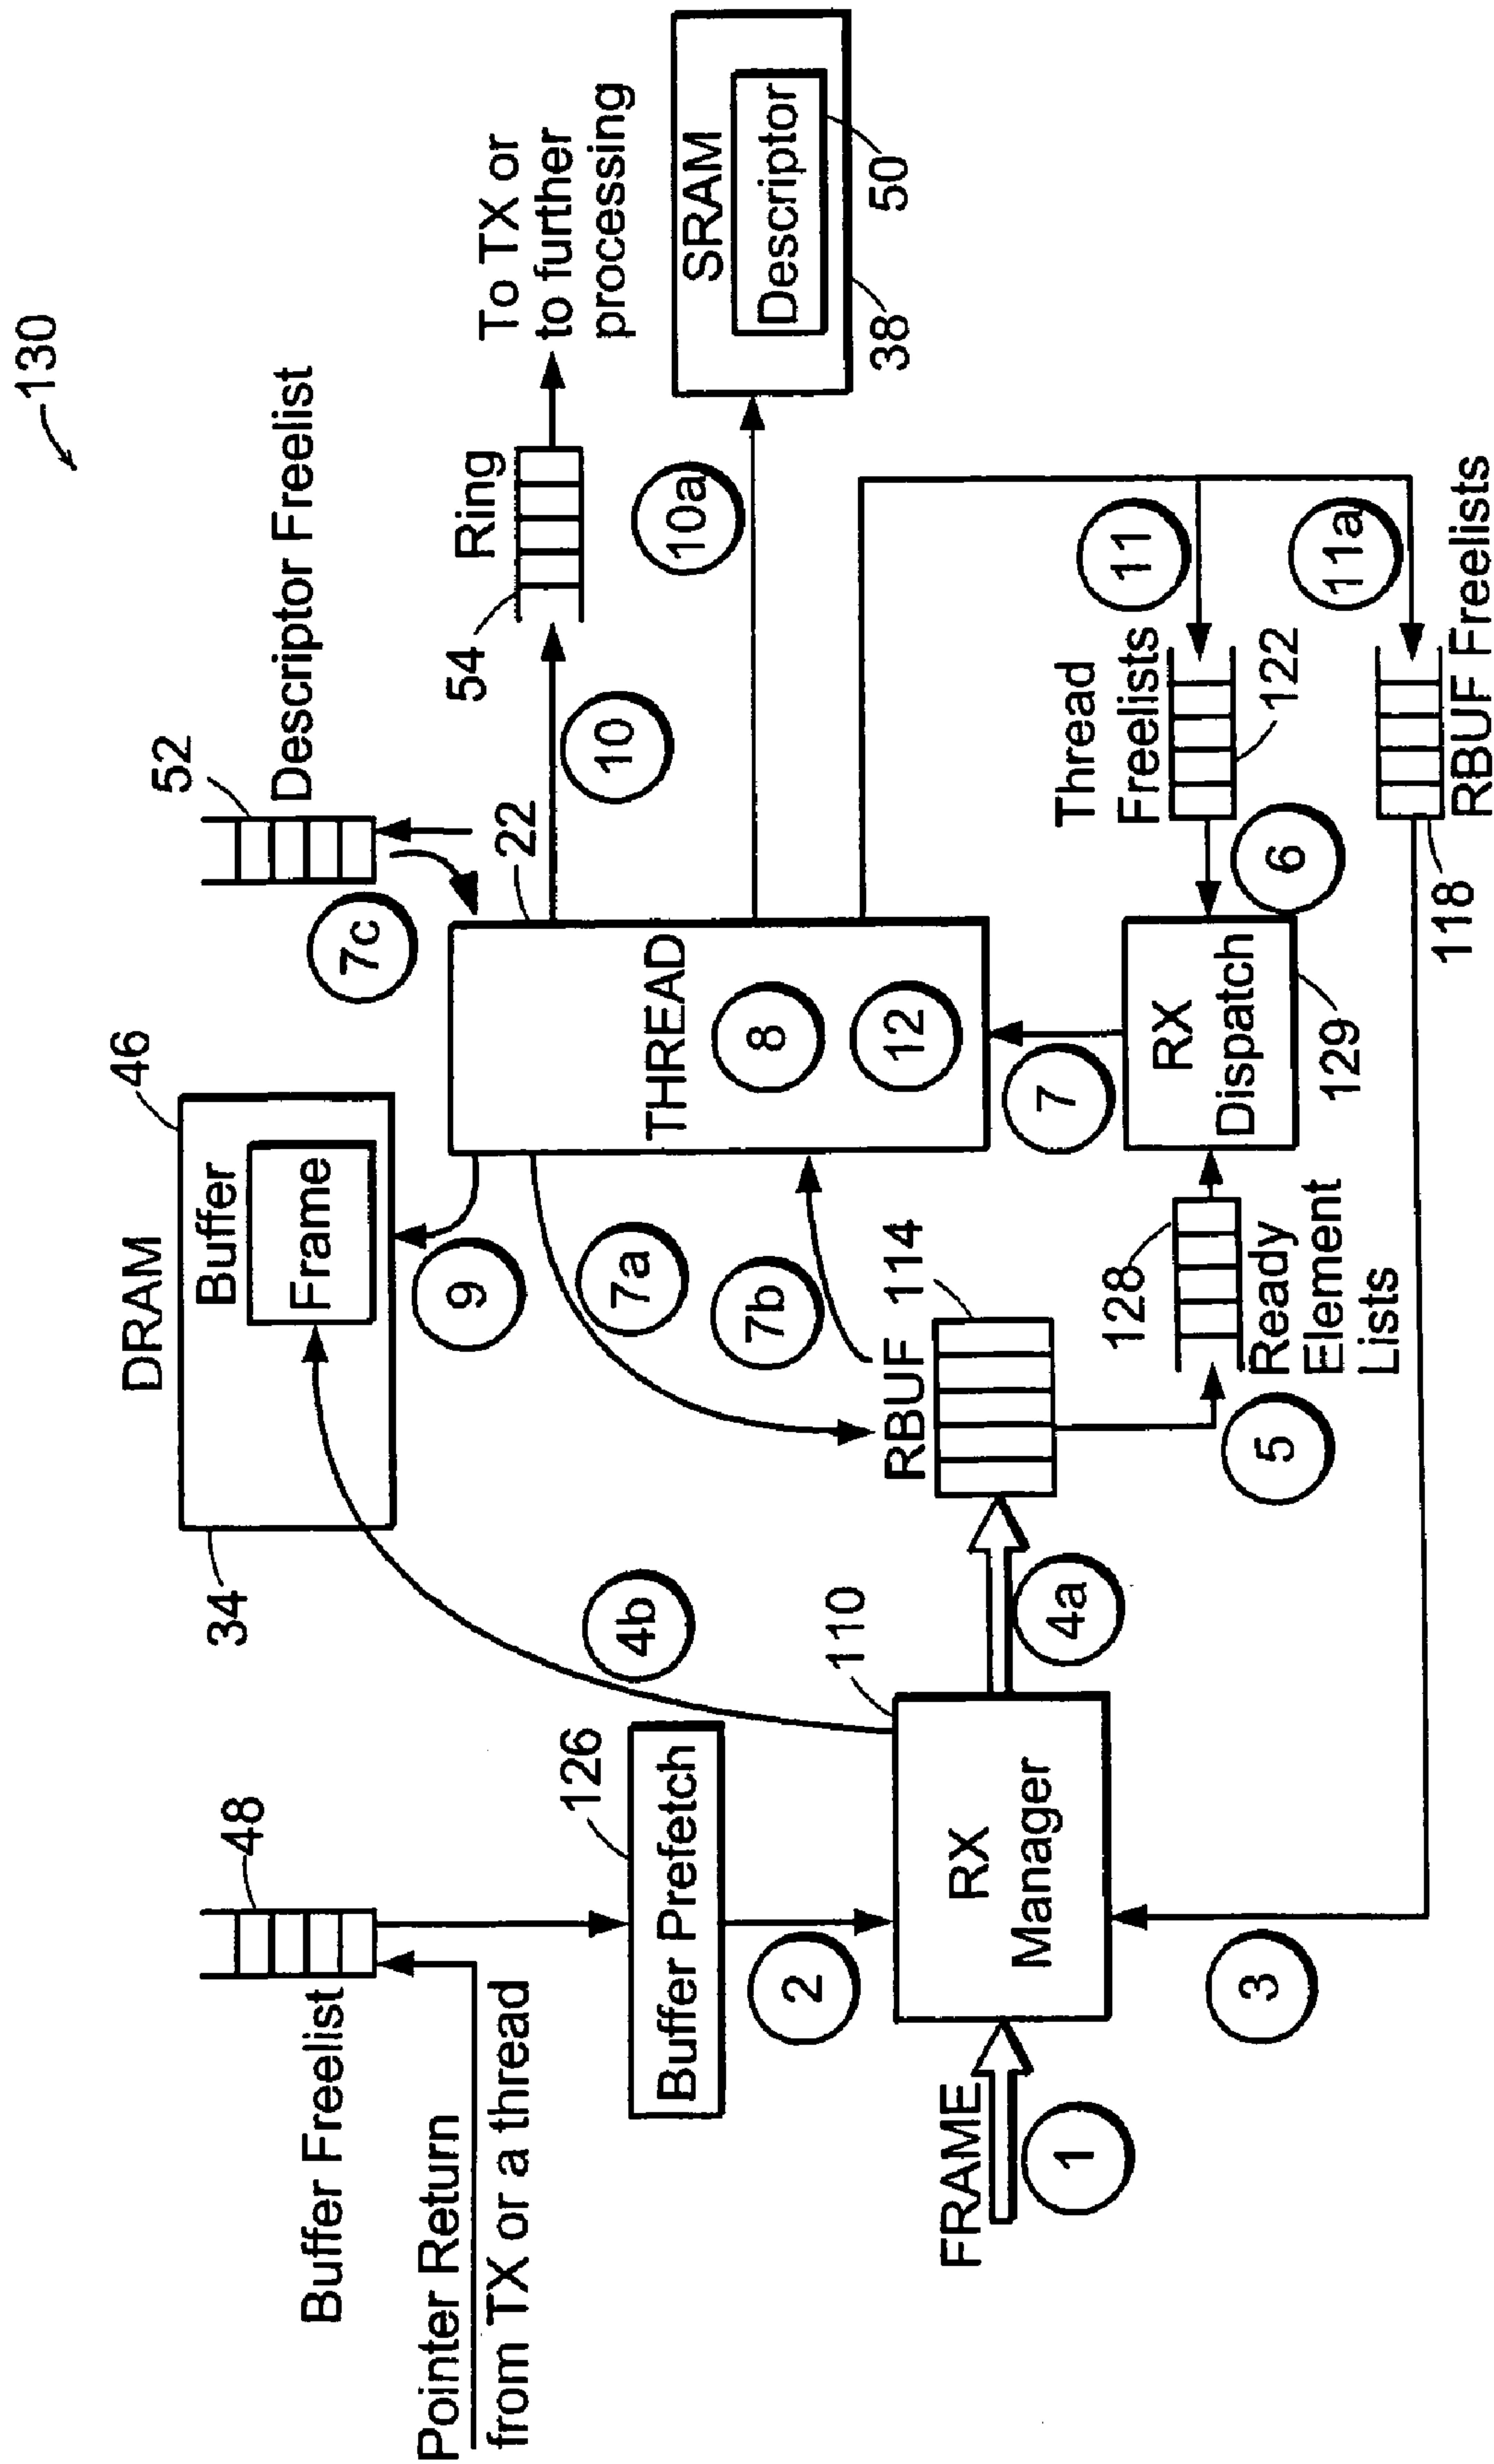 130
52
Descriptor Freelist
48
Buffer Freelist
Pointer Return
from TX or a thread
DRAM
46
Buffer
Frame
34
7c
Ring
54
To TX or
to further
processing
22
10
9
126
Buffer Prefetch
4b
7a
THREAD
8
12
10a
SRAM
Descriptor
50
38
2
7b
110
RBUF
114
7
FRAME
1
RX
Manager
4a
128
Ready
Element
Lists
5
RX
Dispatch
129
6
Thread
Freelists
122
11
11a
3
118
RBUF Freelists